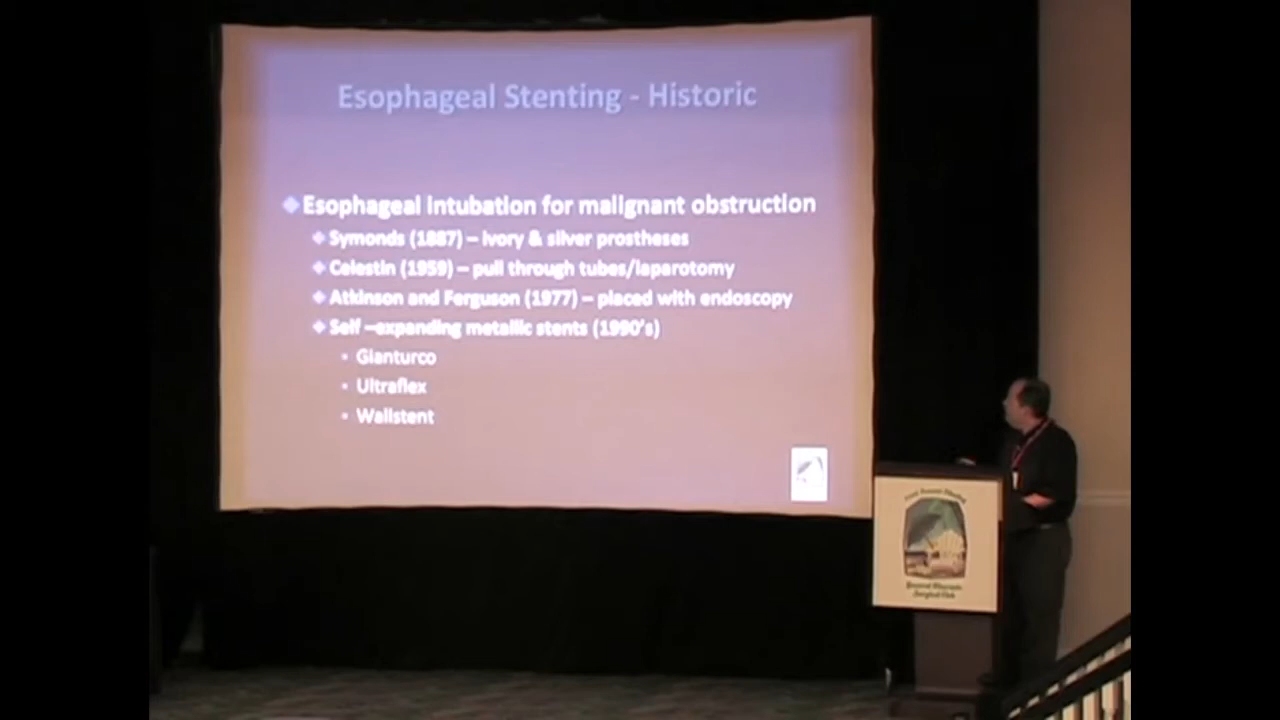 Esophageal Stenting - Historic
Esophageal intubation for malignant obstruction
Symonds (1887) – ivory & silver prostheses
Celestin (1959) – pull through tubes/laparotomy
Atkinson and Ferguson (1977) – placed with endoscopy
Self –expanding metallic stents (1990's)
Gianturco
Ultraflex
Wallstent